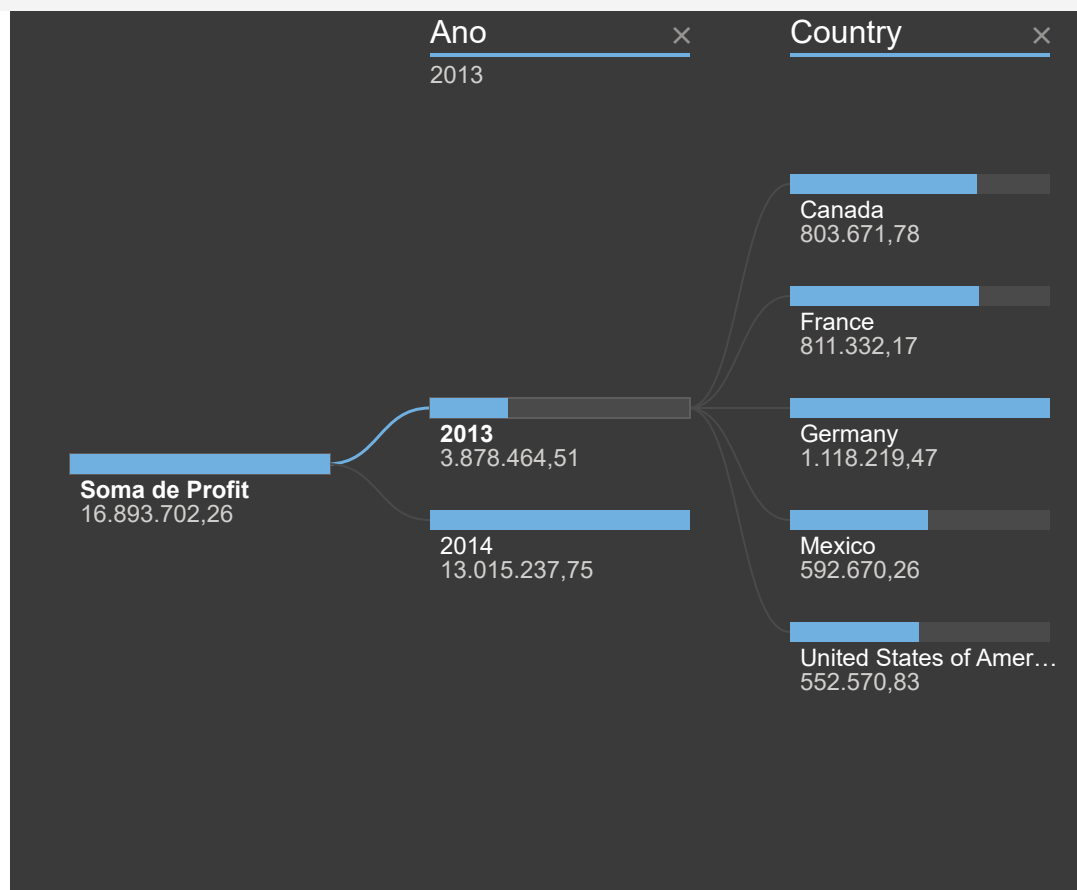 Ano
2013
Country
Soma de Profit
16.893.702,26
2013
3.878.464,51
2014
13.015.237,75
Canada
803.671,78
France
811.332,17
Germany
1.118.219,47
Mexico
592.670,26
United States of Amer…
552.570,83